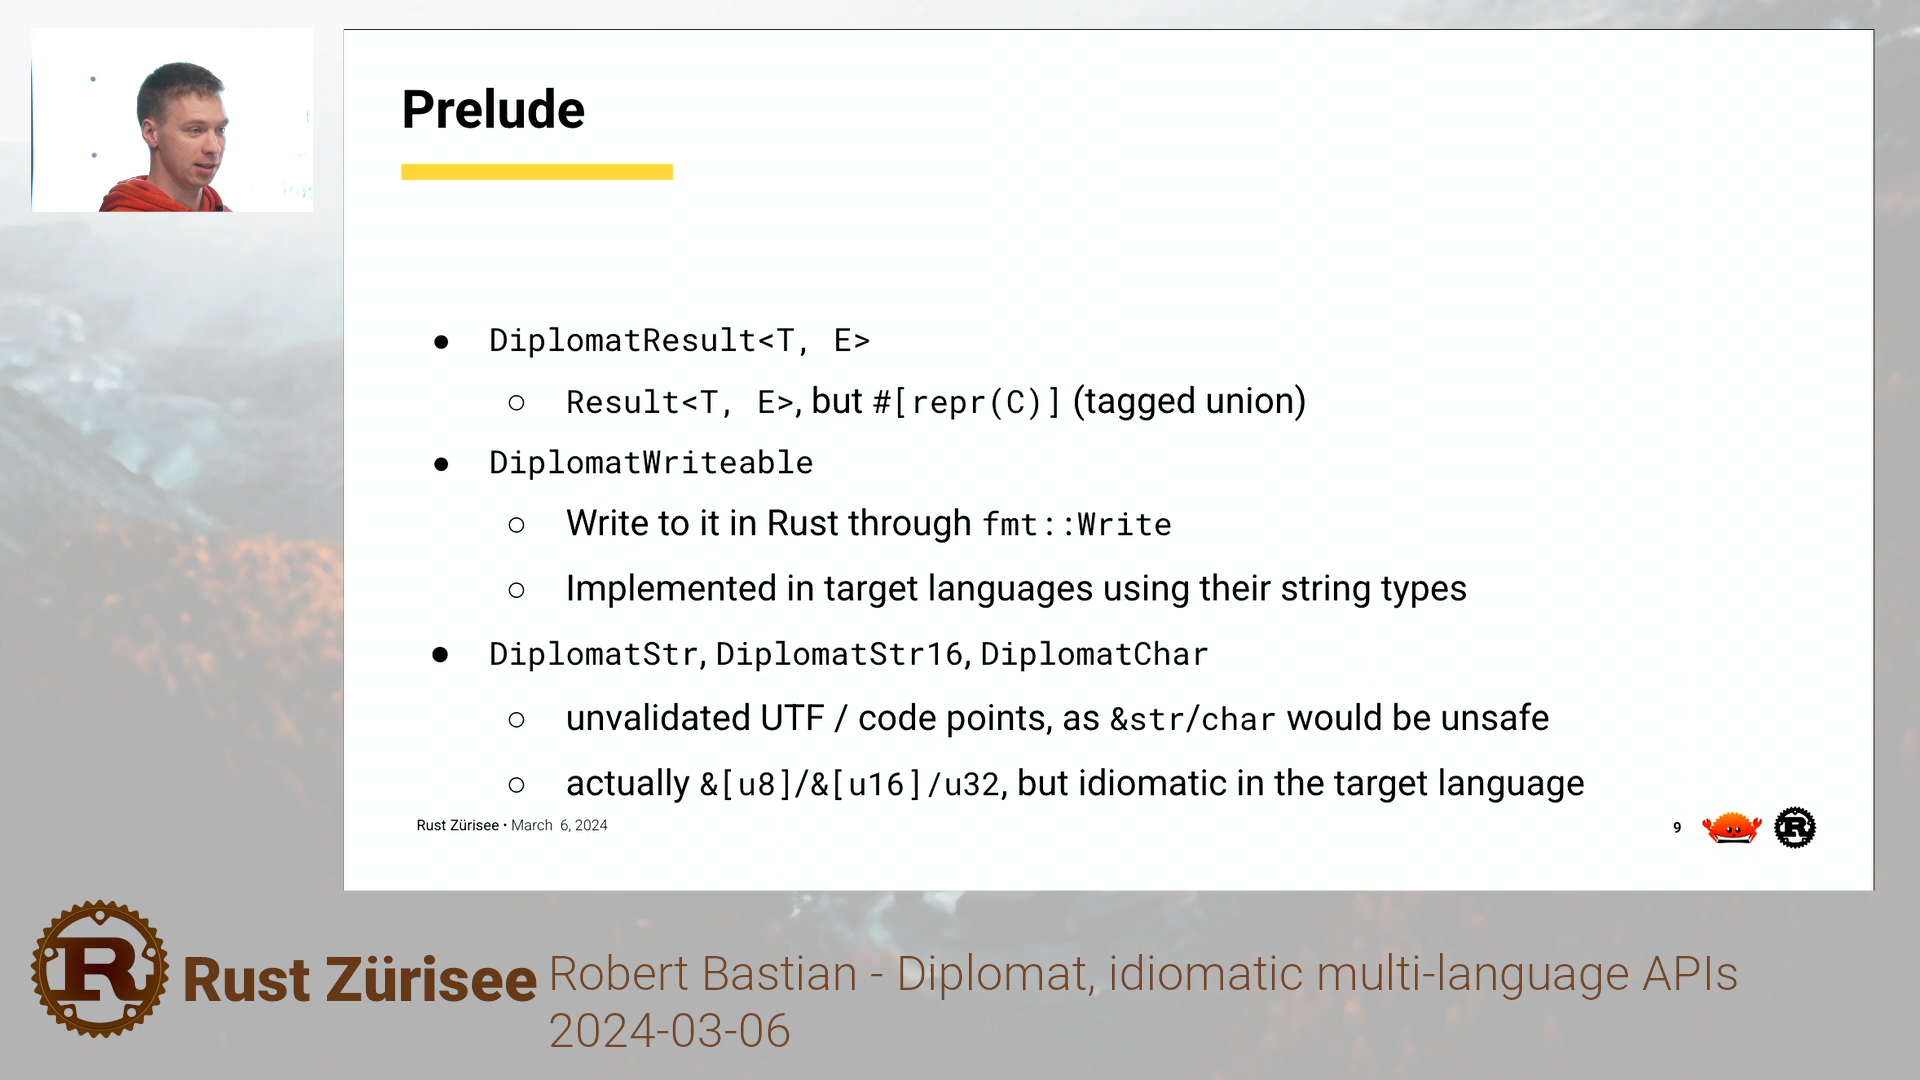 Prelude
● DiplomatResult<T, E>
○ Result<T, E>, but #[repr(C)] (tagged union)
● DiplomatWriteable
○ Write to it in Rust through fmt::Write
○ Implemented in target languages using their string types
● DiplomatStr, DiplomatStr16, DiplomatChar
○ unvalidated UTF / code points, as &str/char would be unsafe
○ actually &[u8]/&[u16]/u32, but idiomatic in the target language
Rust Zürisee • March 6, 2024
9
R
R
Rust Zürisee
Robert Bastian - Diplomat, idiomatic multi-language APIs
2024-03-06